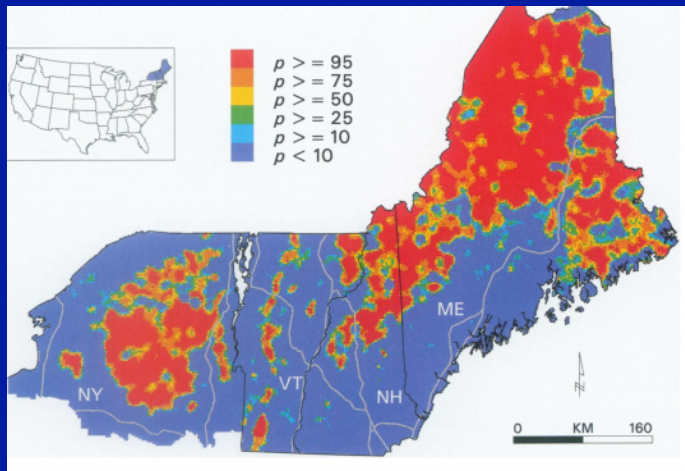 p > = 95
p > = 75
p > = 50
p > = 25
p > = 10
p < 10
ME
NY
VT
NH
N
0 KM 160